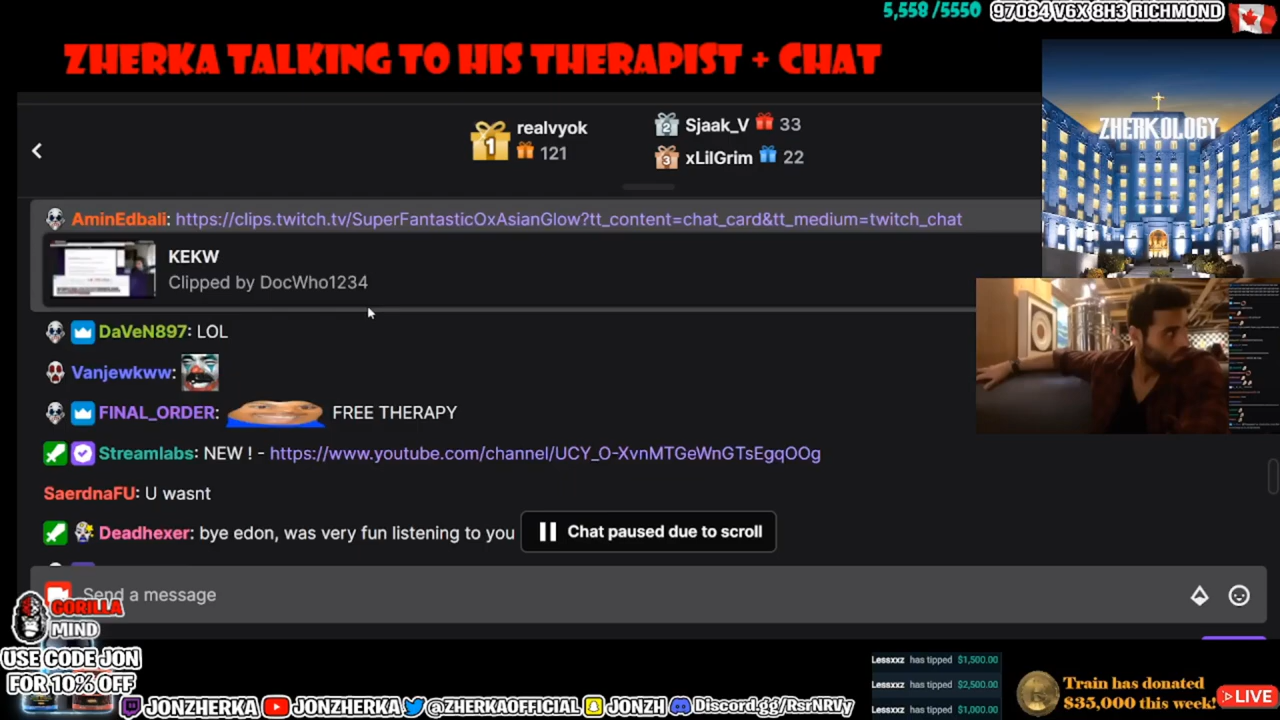 5,558 /5550
97084 V6X 8H3 RICHMOND
ZHERKA TALKING TO HIS THERAPIST + CHAT
ZHERKOLOGY
1 realvyok
121
2 Sjaak_V 33
3 xLilGrim 22
AminEdbali: https://clips.twitch.tv/SuperFantasticOxAsianGlow?tt_content=chat_card&tt_medium=twitch_chat
KEKW
Clipped by DocWho1234
DaVeN897: LOL
Vanjewkww:
FINAL_ORDER: FREE THERAPY
Streamlabs: NEW ! - https://www.youtube.com/channel/UCY_O-XvnMTGeWnGTsEgqOOg
SaerdnaFU: U wasnt
Deadhexer: bye edon, was very fun listening to you
Chat paused due to scroll
Send a message
GORILLA
MIND
USE CODE JON
FOR 10% OFF
JONZHERKA JONZHERKA @ZHERKAOFFICIAL JONZH Discord.gg/RsrNRVy
Lessxxz has tipped $1,500.00
Lessxxz has tipped $2,500.00
Lessxxz has tipped $1,000.00
Train has donated
$35,000 this week!
LIVE